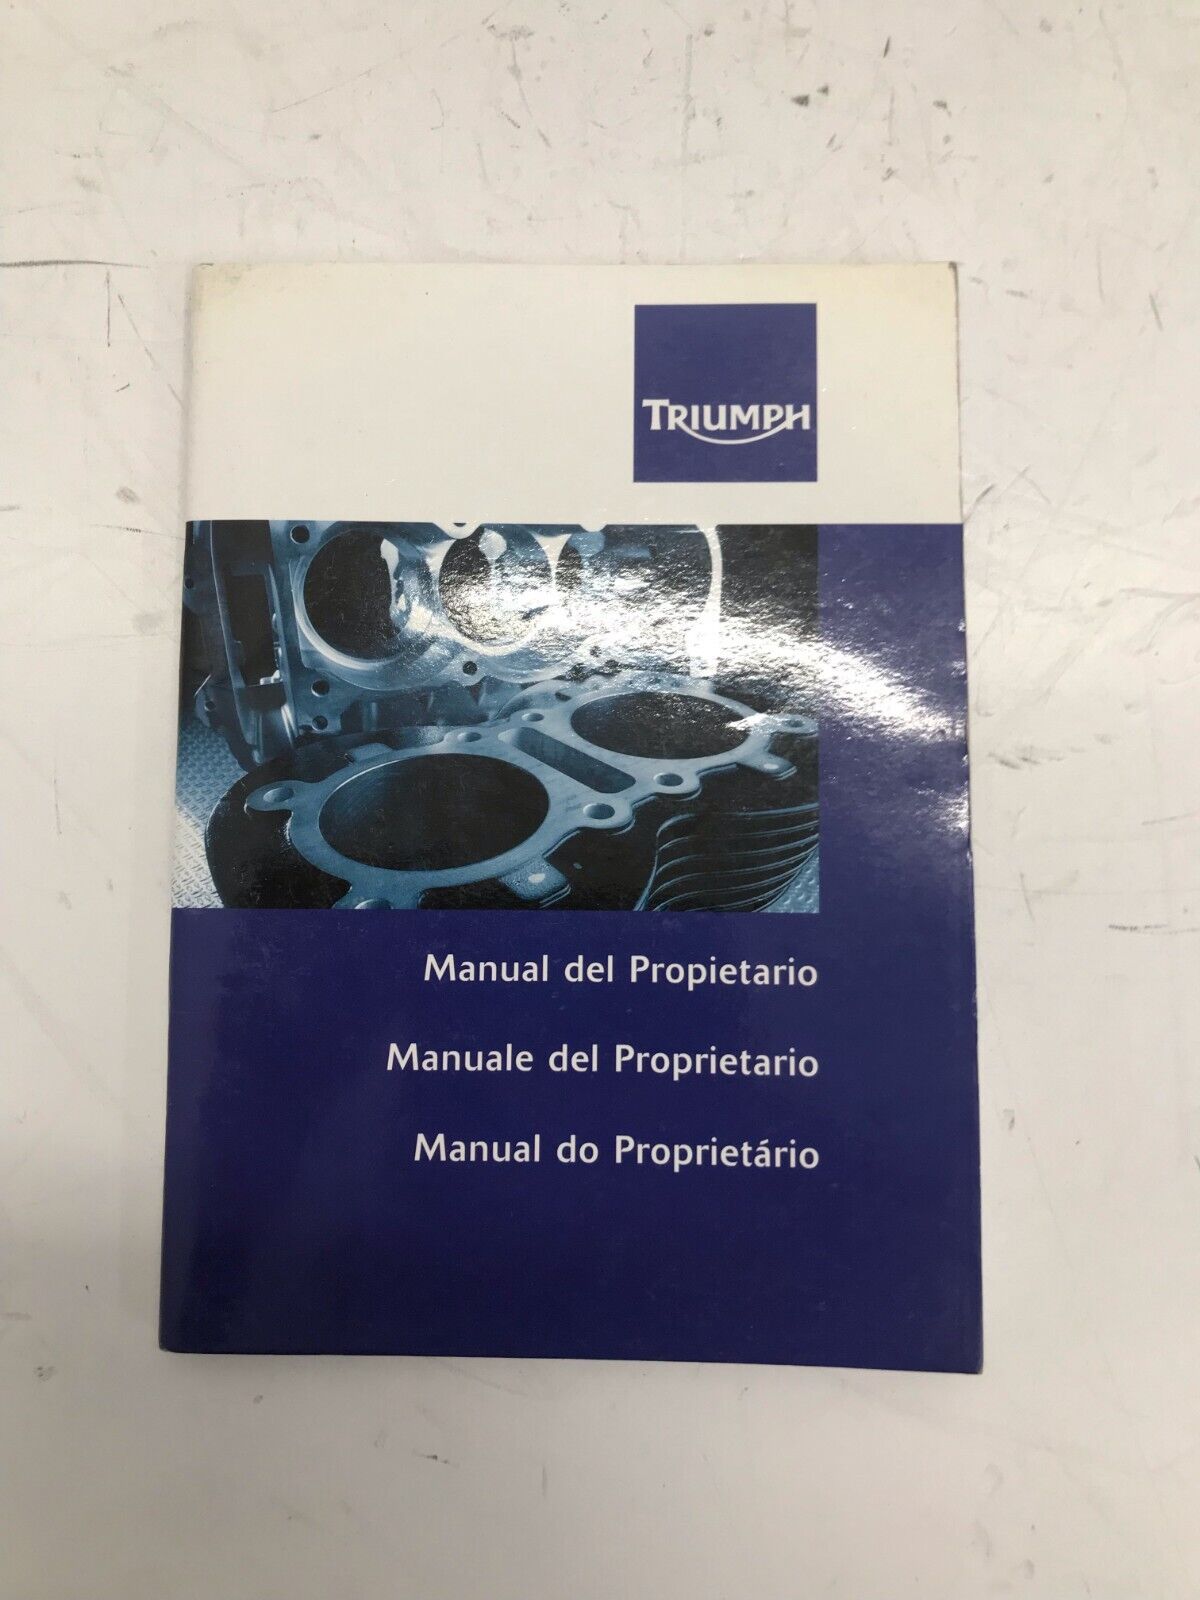 TRIUMPH
Manual del Propietario
Manuale del Proprietario
Manual do Proprietário